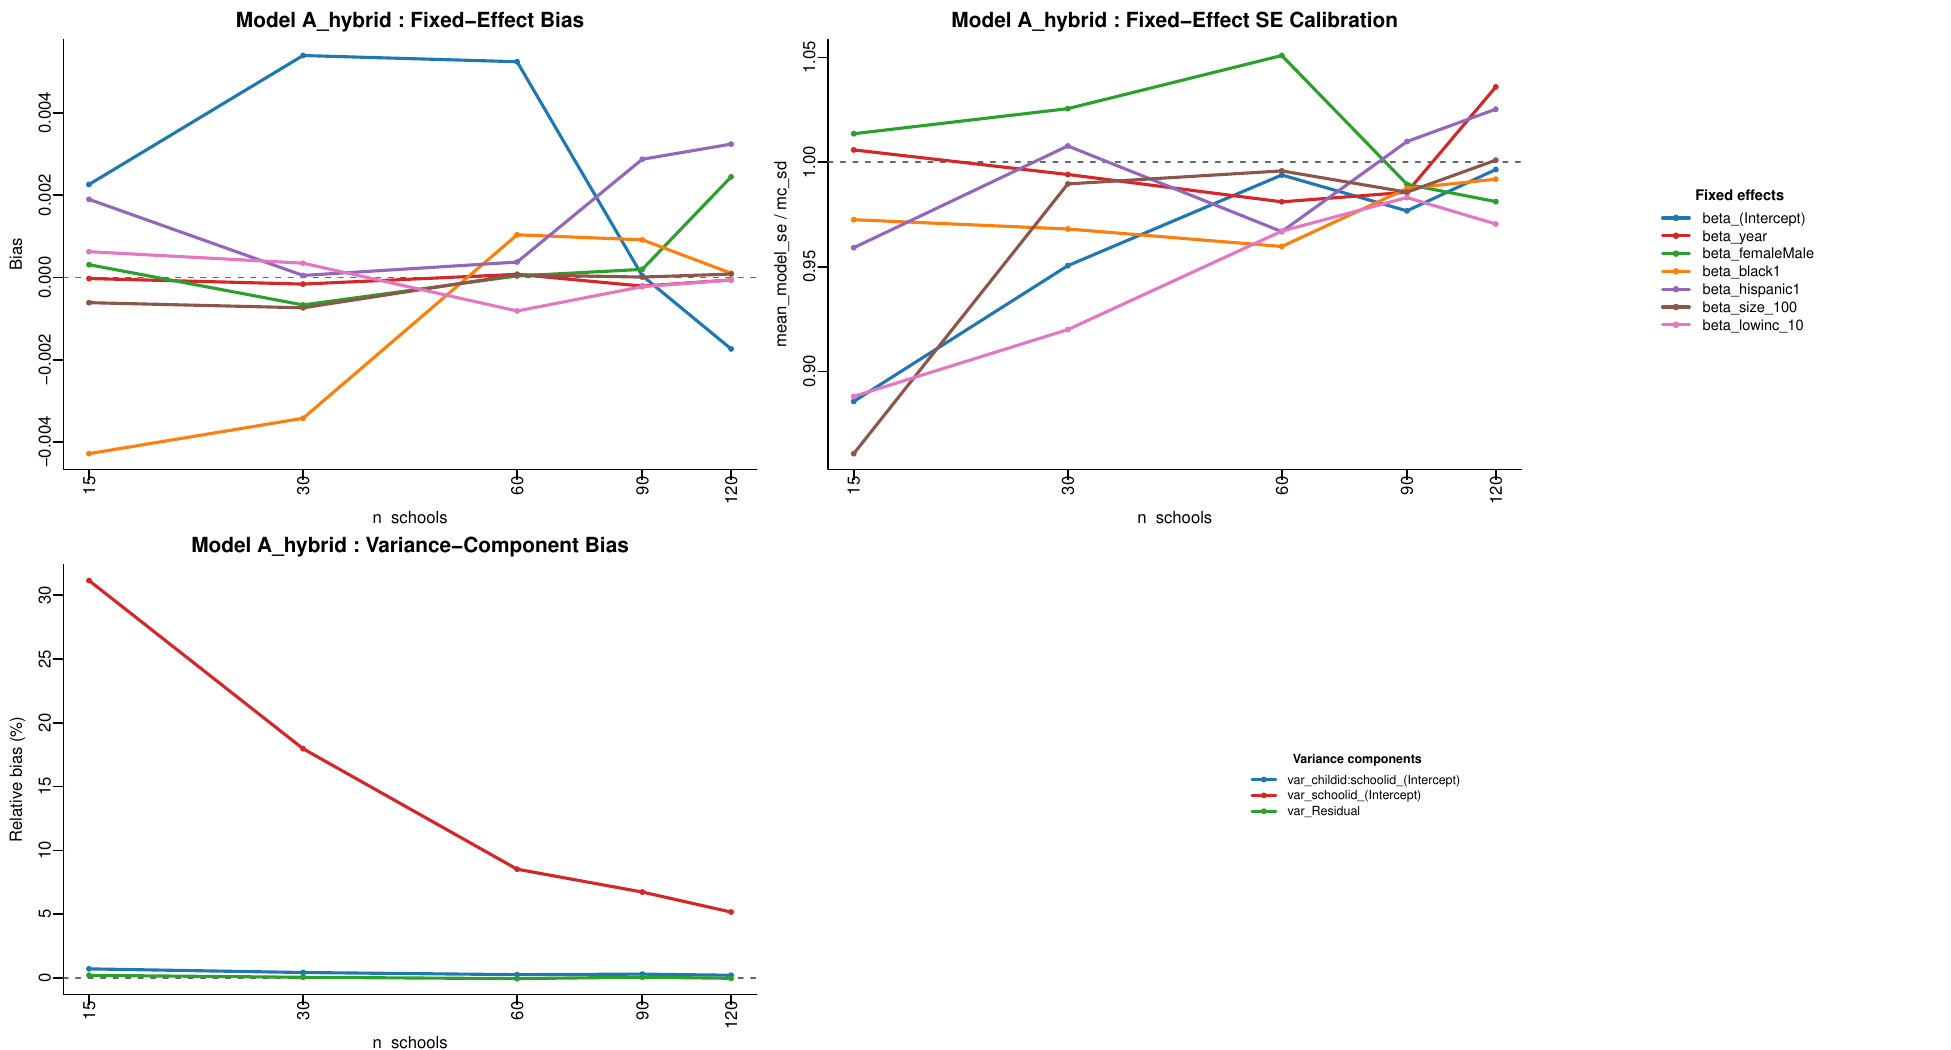 Model A_hybrid : Fixed−Effect Bias
Bias
0.004
0.002
0.000
−0.002
−0.004
15
30
60
90
120
n_schools
Model A_hybrid : Fixed−Effect SE Calibration
mean_model_se / mc_sd
1.05
1.00
0.95
0.90
15
30
60
90
120
n_schools
Fixed effects
beta_(Intercept)
beta_year
beta_femaleMale
beta_black1
beta_hispanic1
beta_size_100
beta_lowinc_10
Model A_hybrid : Variance−Component Bias
Relative bias (%)
30
25
20
15
10
5
0
15
30
60
90
120
n_schools
Variance components
var_childid:schoolid_(Intercept)
var_schoolid_(Intercept)
var_Residual